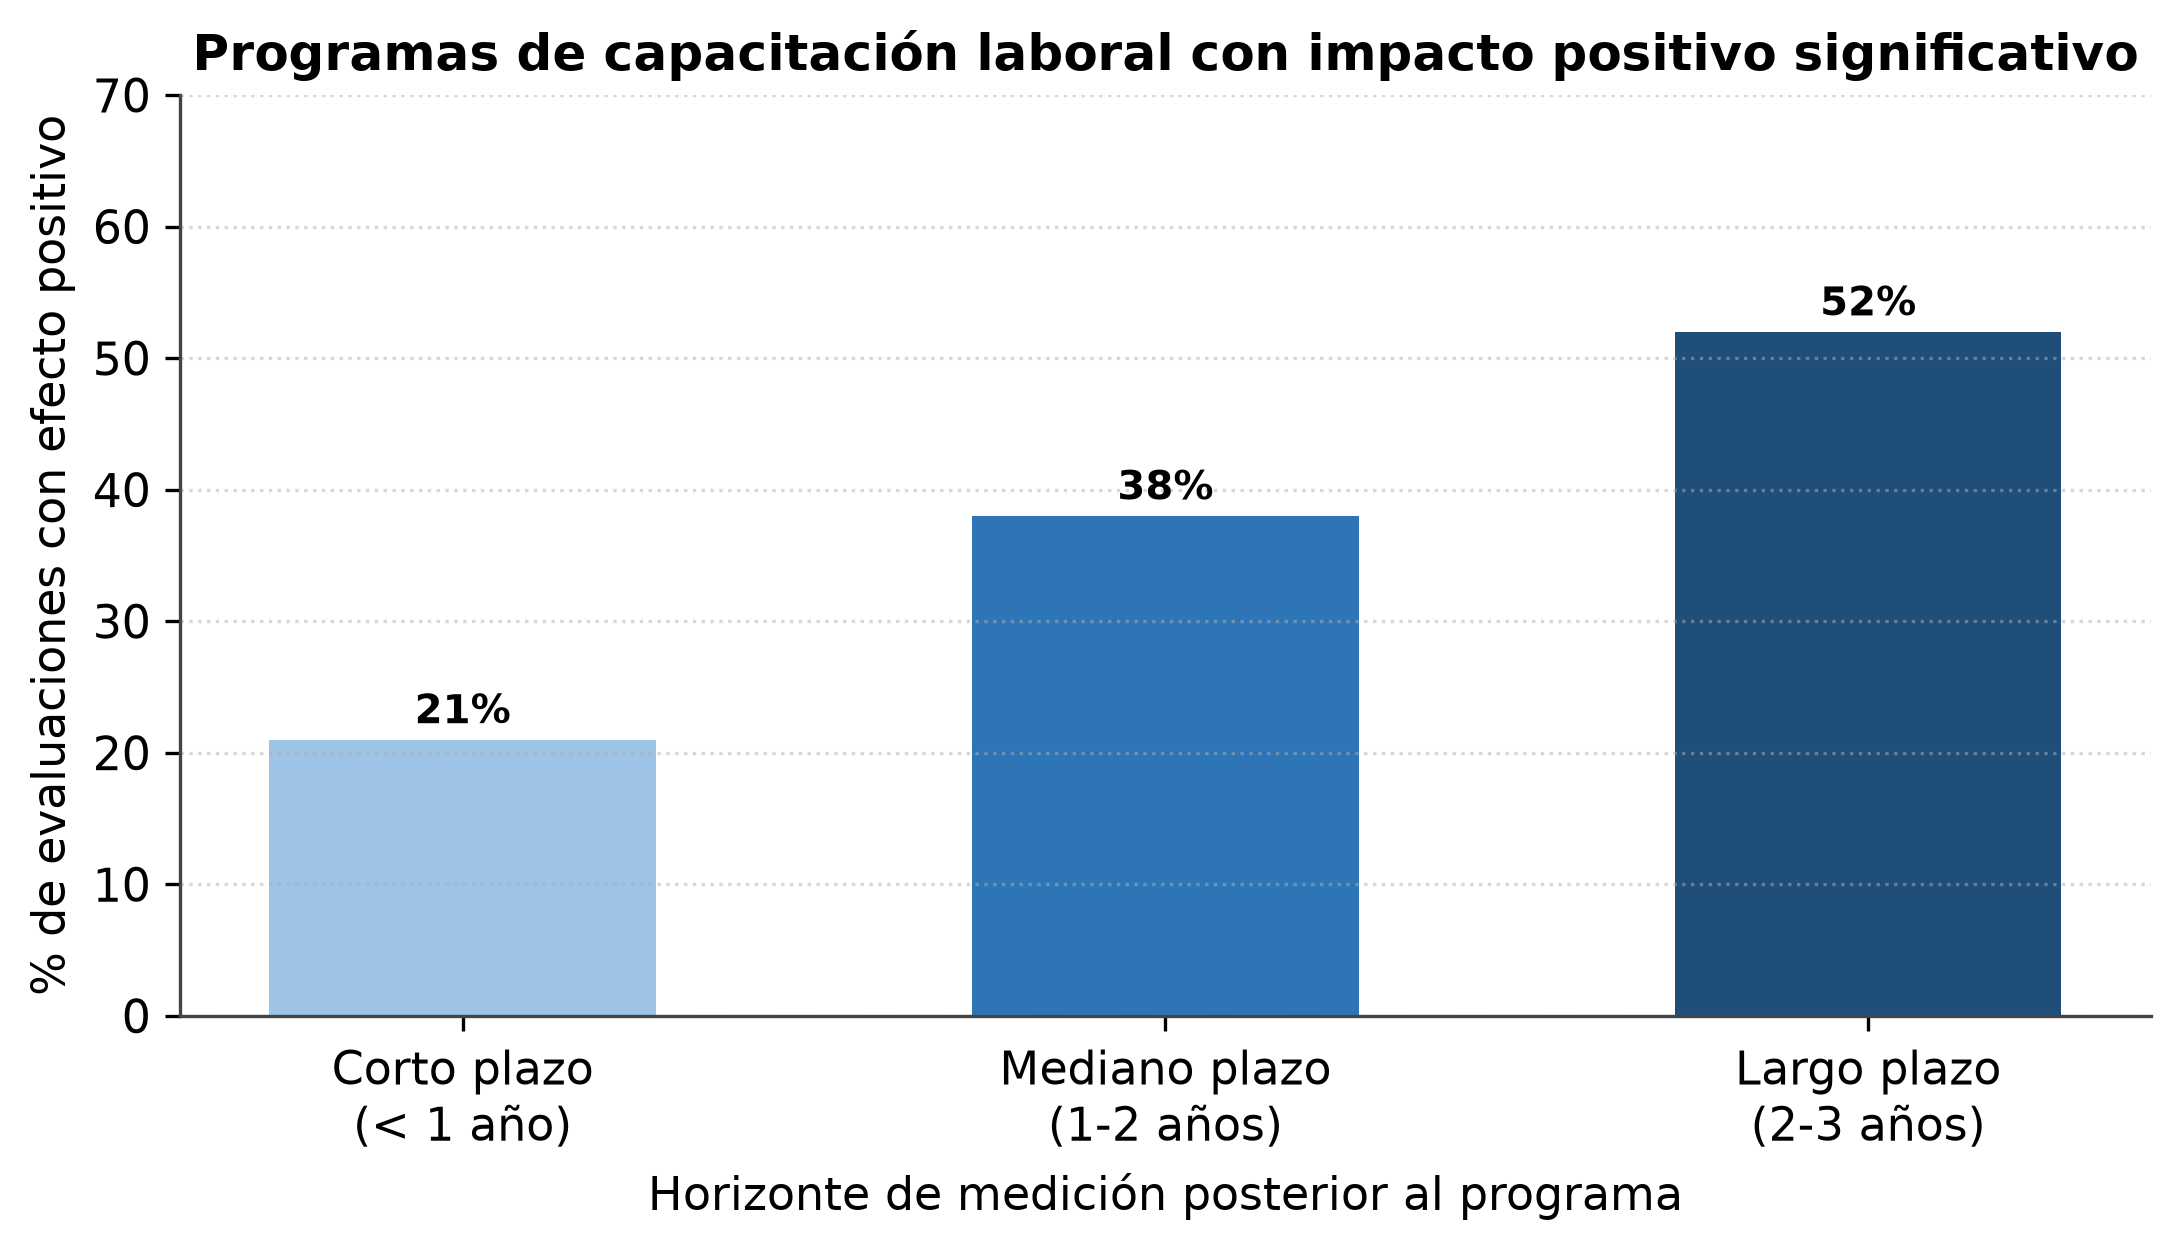 Programas de capacitación laboral con impacto positivo significativo
% de evaluaciones con efecto positivo
70
60
50
40
30
20
10
0
21%
38%
52%
Corto plazo
(< 1 año)
Mediano plazo
(1-2 años)
Largo plazo
(2-3 años)
Horizonte de medición posterior al programa